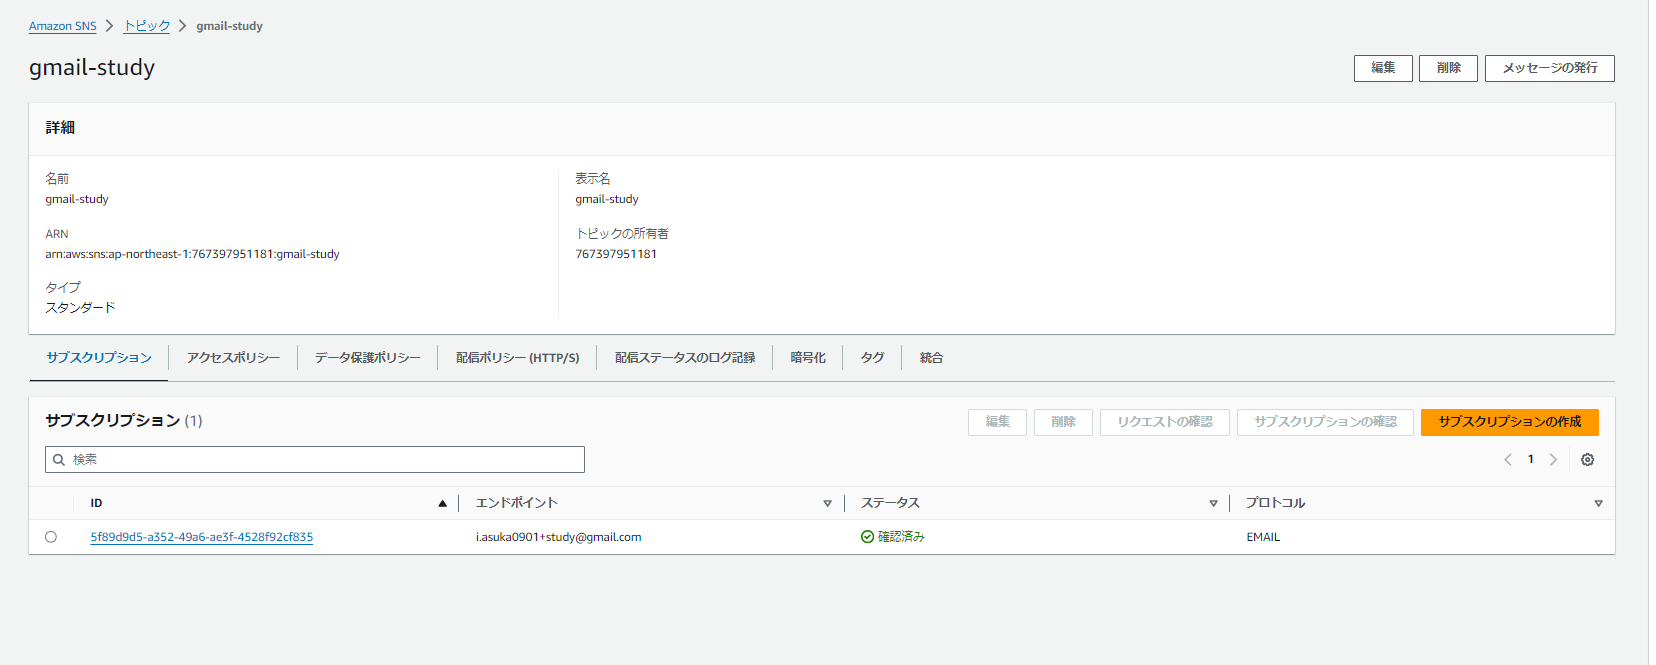 Amazon SNS > トピック > gmail-study
gmail-study
編集 削除 メッセージの発行
詳細
名前
gmail-study
表示名
gmail-study
ARN
arn:aws:sns:ap-northeast-1:767397951181:gmail-study
トピックの所有者
767397951181
タイプ
スタンダード
サブスクリプション アクセスポリシー データ保護ポリシー 配信ポリシー (HTTP/S) 配信ステータスのログ記録 暗号化 タグ 統合
サブスクリプション (1)
編集 削除 リクエストの確認 サブスクリプションの確認 サブスクリプションの作成
検索
1
ID エンドポイント ステータス プロトコル
5f89d9d5-a352-49a6-ae3f-4528f92cf835 i.asuka0901+study@gmail.com 確認済み EMAIL